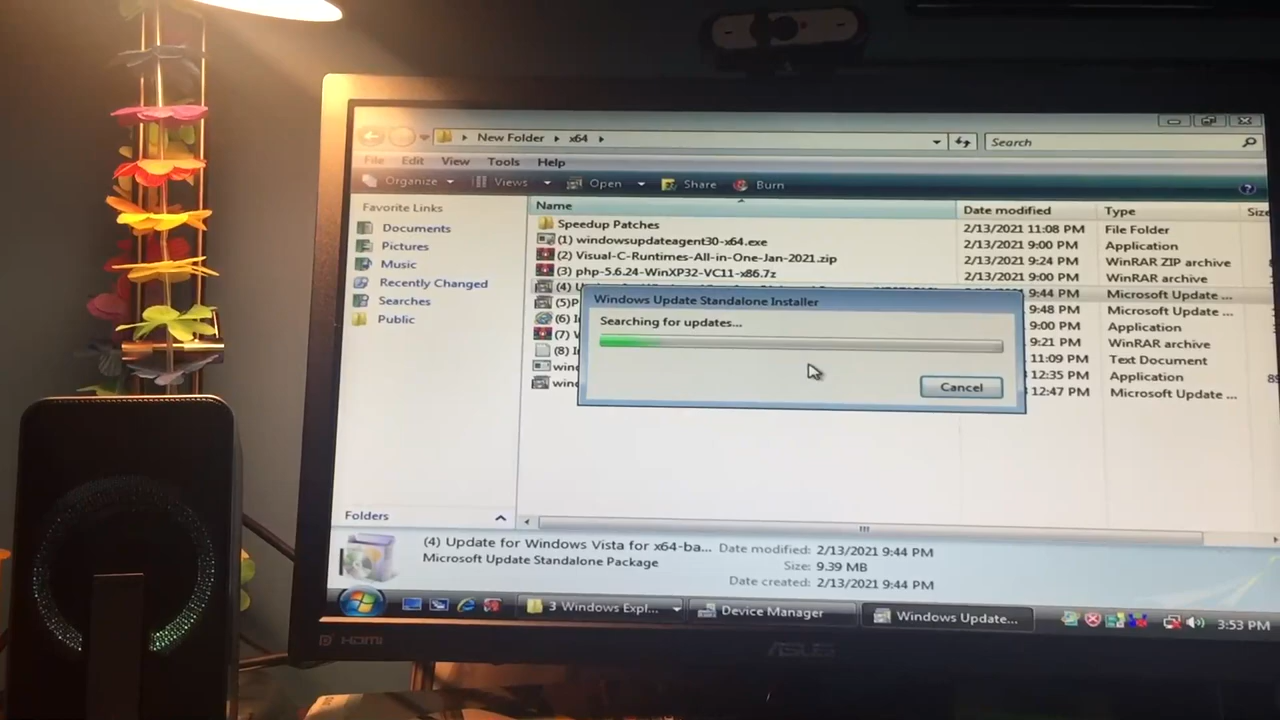 New Folder x64
Search
File Edit View Tools Help
Organize Views Open Share Burn
Favorite Links
Documents
Pictures
Music
Recently Changed
Searches
Public
Folders
Name Date modified Type
Speedup Patches 2/13/2021 11:08 PM File Folder
(1) windowsupdateagent30-x64.exe 2/13/2021 9:00 PM Application
(2) Visual-C-Runtimes-All-in-One-Jan-2021.zip 2/13/2021 9:24 PM WinRAR ZIP archive
(3) php-5.6.24-WinXP32-VC11-x86.7z 2/13/2021 9:00 PM WinRAR archive
(4) 9:44 PM Microsoft Update ...
(5) 9:48 PM Microsoft Update ...
(6) 9:00 PM Application
(7) 9:21 PM WinRAR archive
(8) 11:09 PM Text Document
12:35 PM Application
12:47 PM Microsoft Update ...
Windows Update Standalone Installer
Searching for updates...
Cancel
(4) Update for Windows Vista for x64-ba... Date modified: 2/13/2021 9:44 PM
Microsoft Update Standalone Package Size: 9.39 MB
Date created: 2/13/2021 9:44 PM
3 Windows Expl... Device Manager Windows Update... 3:53 PM
HDMI
ASUS